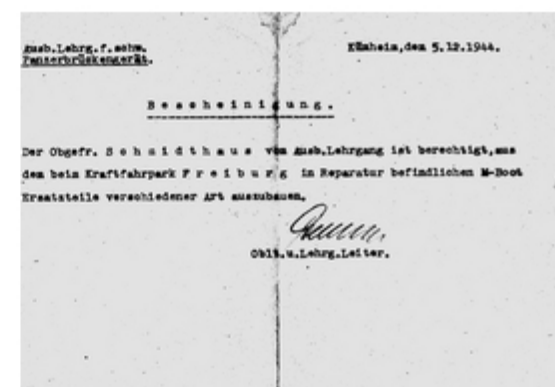 Ausb.Lehrg.f.schw.
Panzerbrückengerät.
Künheim,den 5.12.1944.
B e s c h e i n i g u n g .
Der Obgefr. S c h m i d t h a u s vom Ausb.Lehrgang ist berechtigt,aus
dem beim Kraftfahrpark F r e i b u r g in Reparatur befindlichen M-Boot
Ersatzteile verschiedener Art auszubauen.
Oblt.u.Lehrg.Leiter.